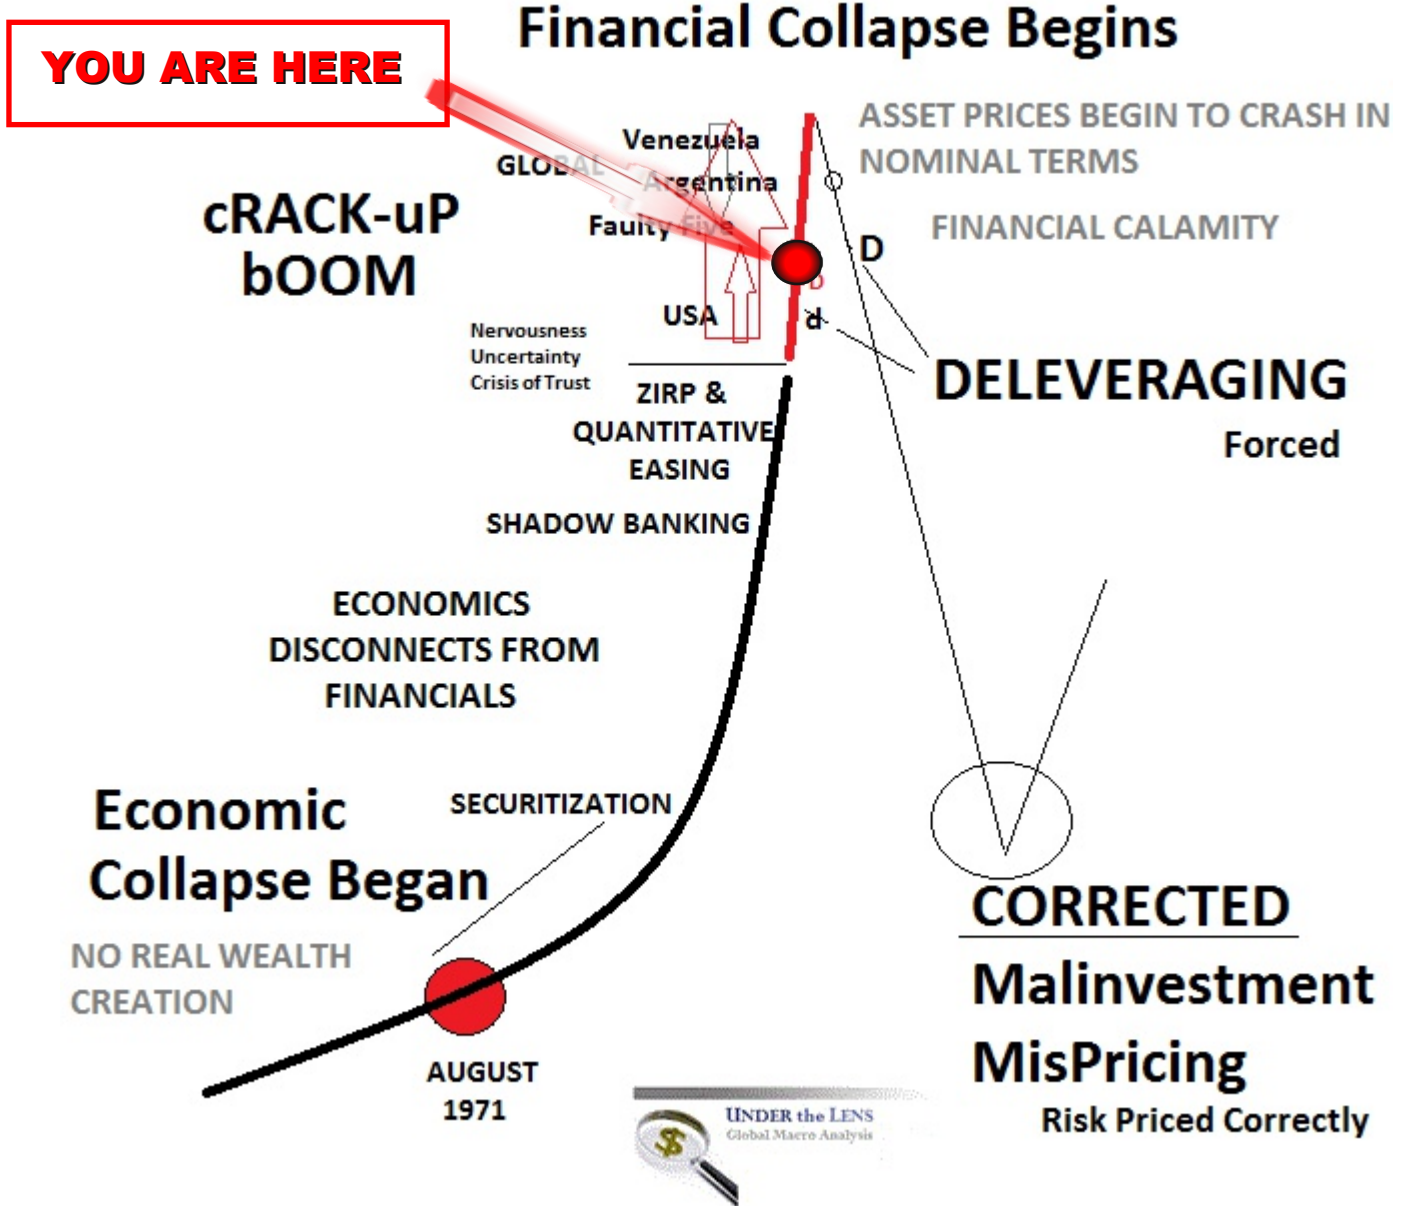 Financial Collapse Begins
YOU ARE HERE
ASSET PRICES BEGIN TO CRASH IN
NOMINAL TERMS
Venezuela
GLOBAL
Argentina
Faulty Five
cRACK-uP
bOOM
FINANCIAL CALAMITY
D
D
d
USA
Nervousness
Uncertainty
Crisis of Trust
DELEVERAGING
Forced
ZIRP &
QUANTITATIVE
EASING
SHADOW BANKING
ECONOMICS
DISCONNECTS FROM
FINANCIALS
SECURITIZATION
Economic
Collapse Began
NO REAL WEALTH
CREATION
AUGUST
1971
CORRECTED
Malinvestment
MisPricing
Risk Priced Correctly
UNDER the LENS
Global Macro Analysis
$